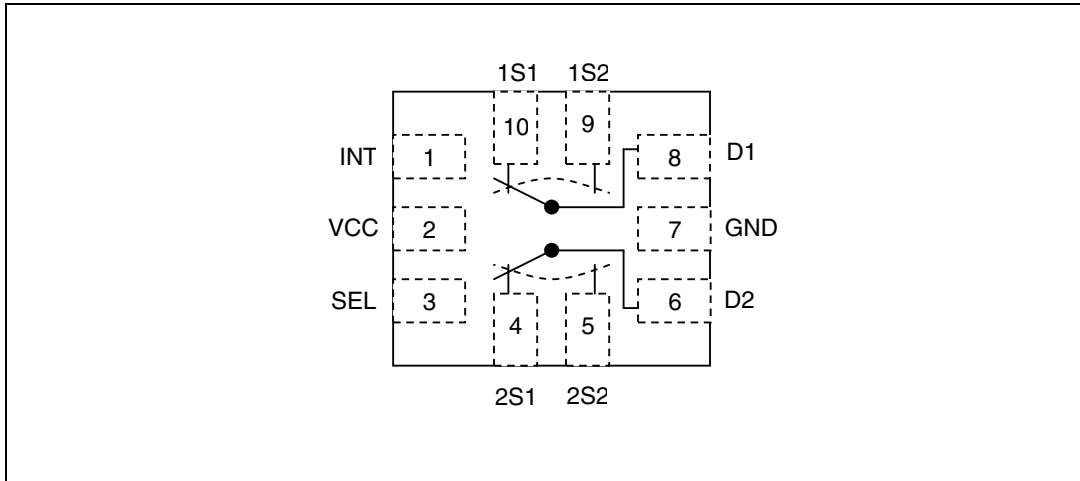 1S1 1S2
10 9
INT 1 8 D1
VCC 2 7 GND
SEL 3 6 D2
4 5
2S1 2S2